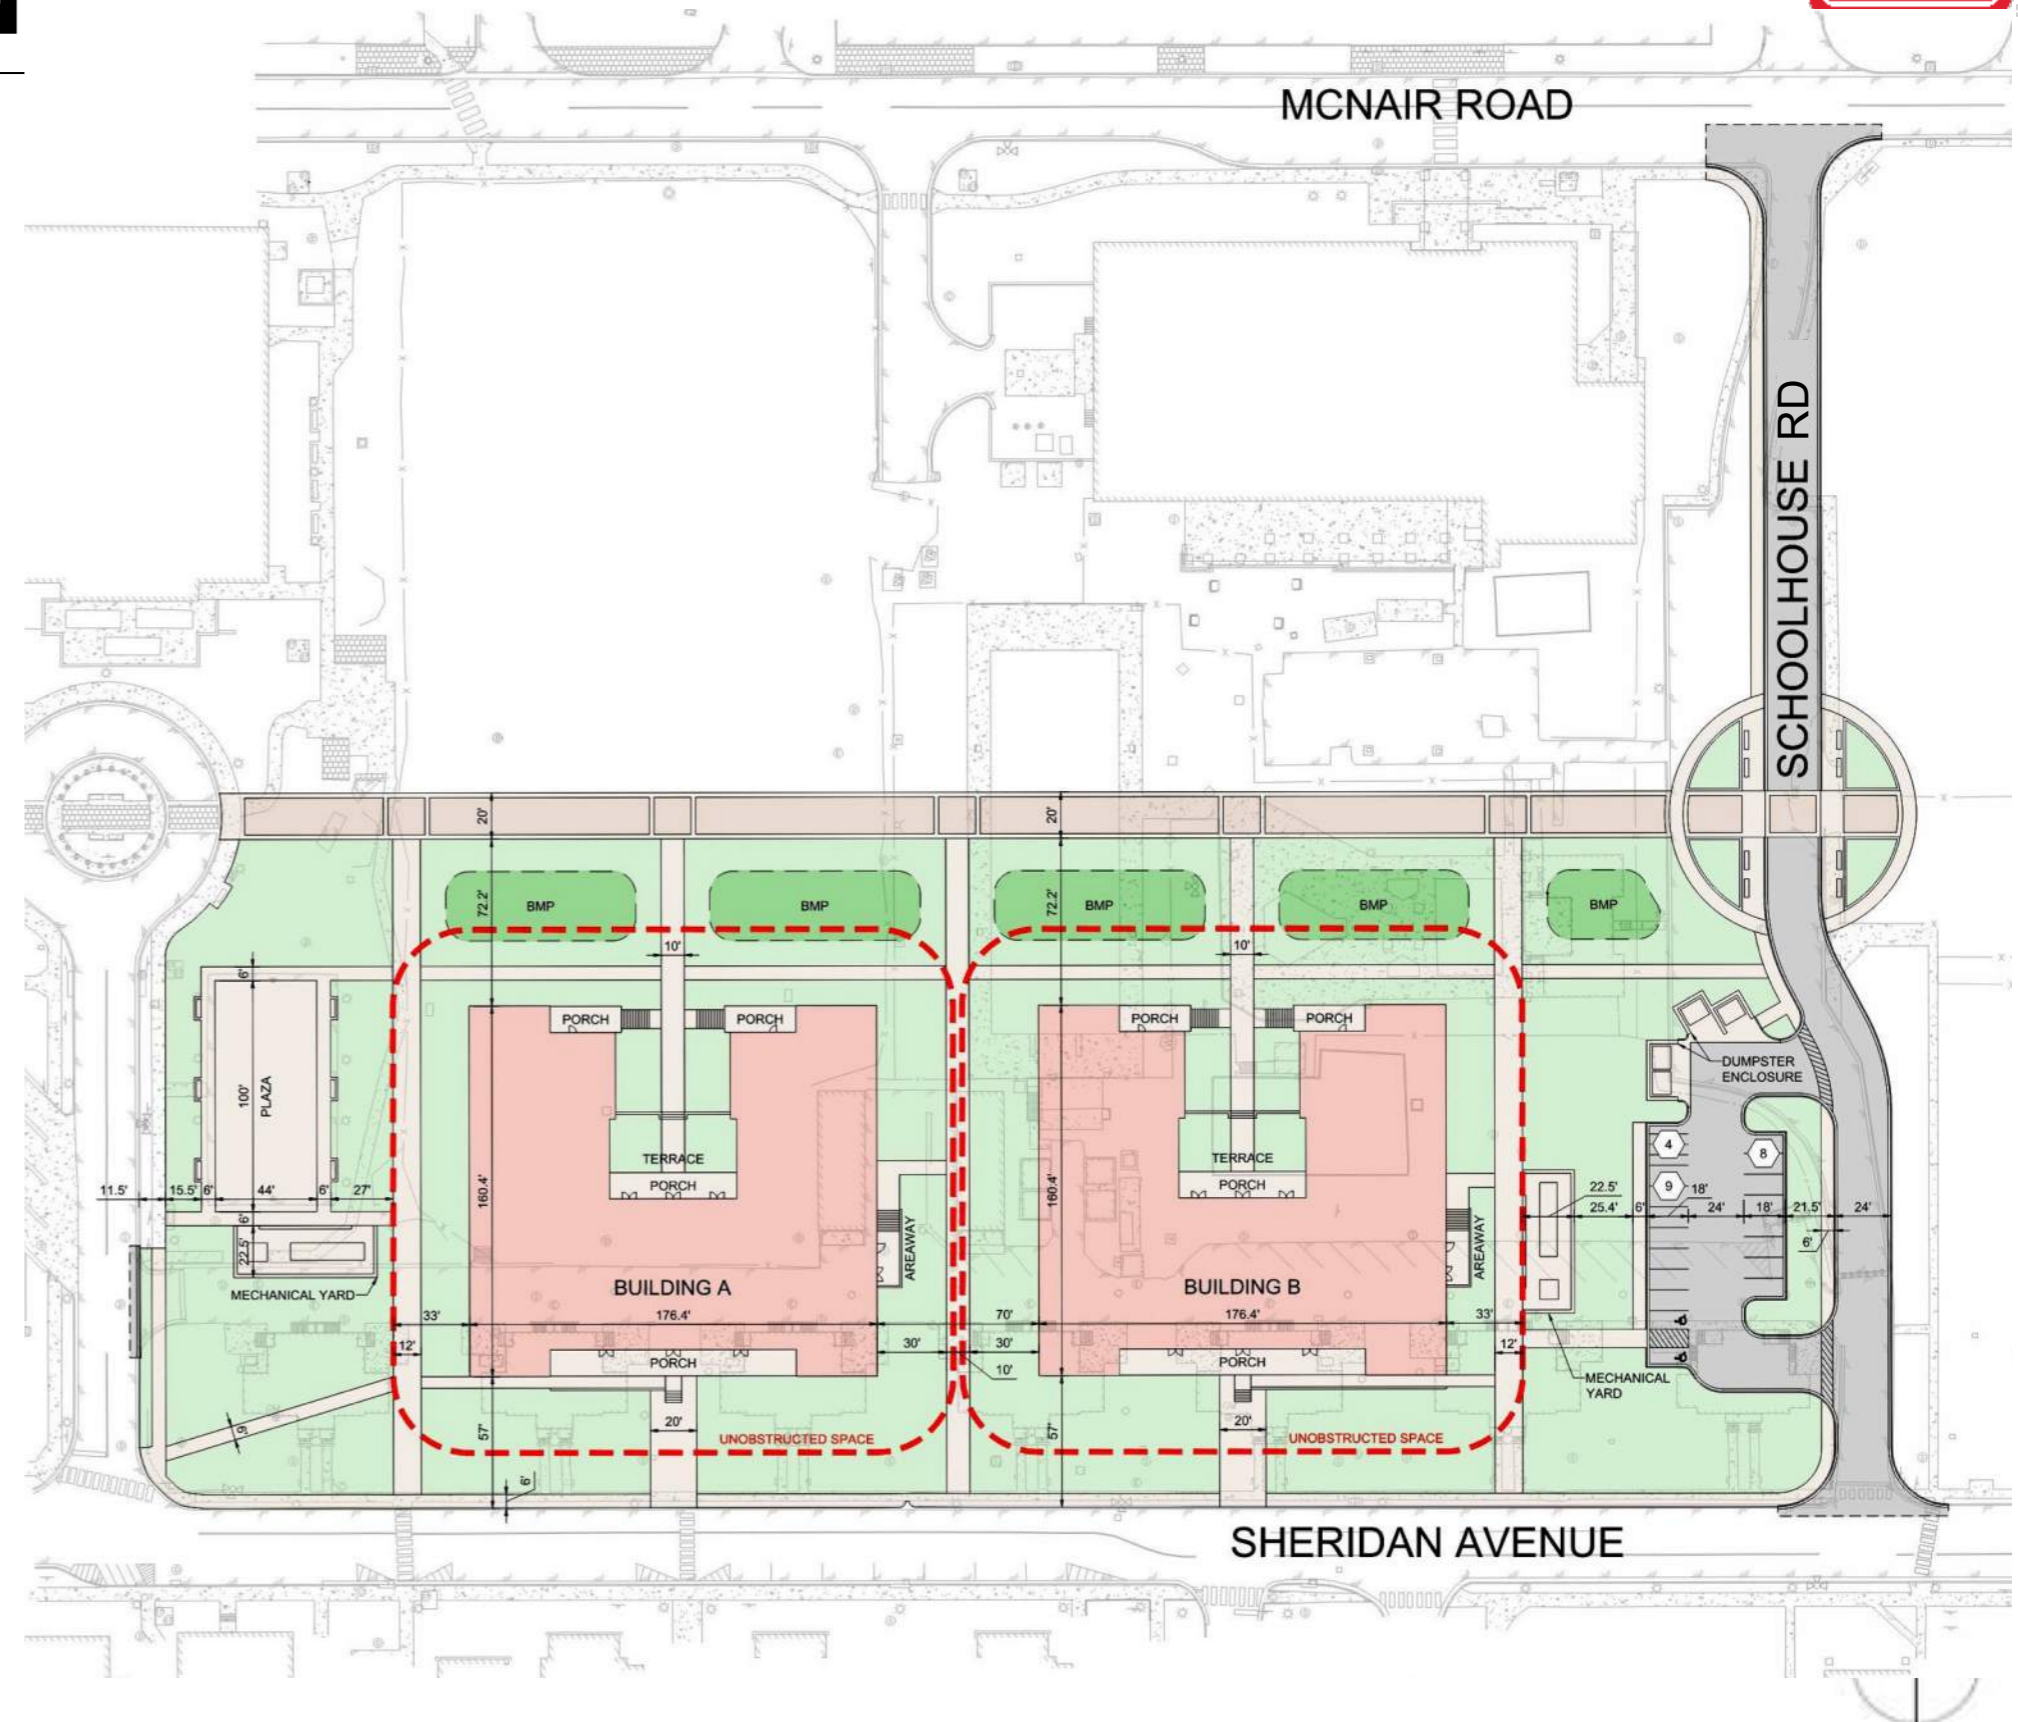 MCNAIR ROAD
SCHOOLHOUSE RD
20'
20'
72.2'
BMP
BMP
72.2'
BMP
BMP
BMP
10'
10'
6'
PORCH
PORCH
PORCH
PORCH
DUMPSTER
ENCLOSURE
100'
PLAZA
4
8
TERRACE
TERRACE
PORCH
PORCH
9
18'
11.5'
15.5'
6'
44'
6'
27'
160.4'
160.4'
22.5'
25.4'
6'
24'
18'
21.5'
24'
6'
6'
22.5'
AREAWAY
AREAWAY
MECHANICAL YARD
BUILDING A
BUILDING B
33'
176.4'
70'
176.4'
33'
12'
30'
30'
12'
10'
PORCH
PORCH
MECHANICAL
YARD
6'
57'
20'
UNOBSTRUCTED SPACE
57'
20'
UNOBSTRUCTED SPACE
6'
SHERIDAN AVENUE